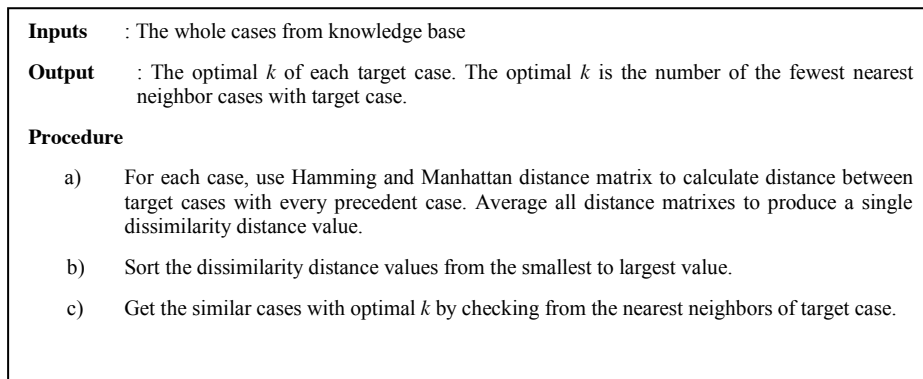 Inputs : The whole cases from knowledge base
Output : The optimal k of each target case. The optimal k is the number of the fewest nearest
neighbor cases with target case.
Procedure
a) For each case, use Hamming and Manhattan distance matrix to calculate distance between
target cases with every precedent case. Average all distance matrixes to produce a single
dissimilarity distance value.
b) Sort the dissimilarity distance values from the smallest to largest value.
c) Get the similar cases with optimal k by checking from the nearest neighbors of target case.